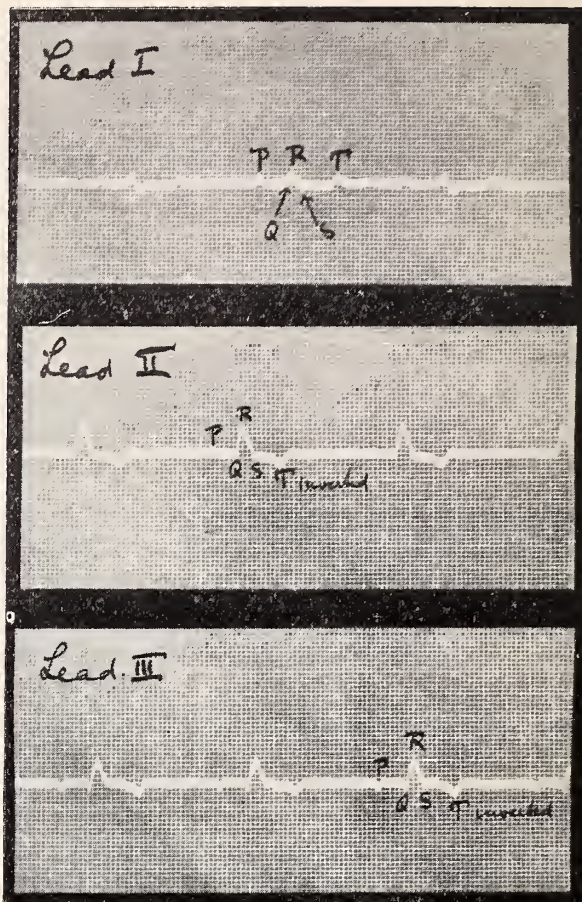 Lead I
P R T
Q S
Lead II
R
P
Q S T inverted
Lead III
R
P
Q S T inverted